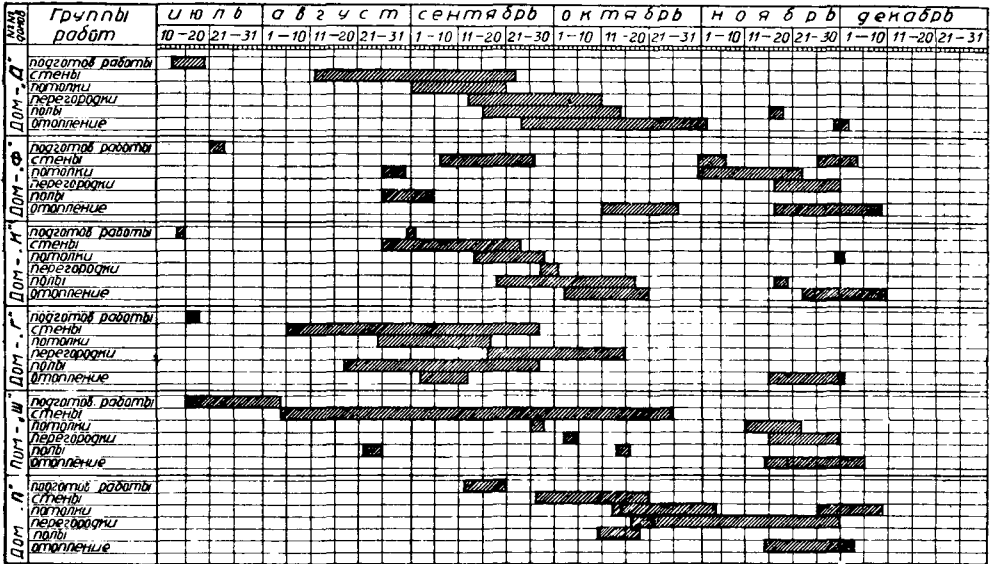 №№ домов Группы работ июль август сентябрь октябрь ноябрь декабрь
10-20 21-31 1-10 11-20 21-31 1-10 11-20 21-30 1-10 11-20 21-31 1-10 11-20 21-30 1-10 11-20 21-31
Дом - „Д"
подготов работы
стены
потолки
перегородки
полы
отопление
Дом - „Ф"
подготов работы
стены
потолки
перегородки
полы
отопление
Дом - „К"
подготов работы
стены
потолки
перегородки
полы
отопление
Дом - „Г"
подготов работы
стены
потолки
перегородки
полы
отопление
Дом - „Ш"
подготов работы
стены
потолки
перегородки
полы
отопление
Дом „П"
подготов работы
стены
потолки
перегородки
полы
отопление